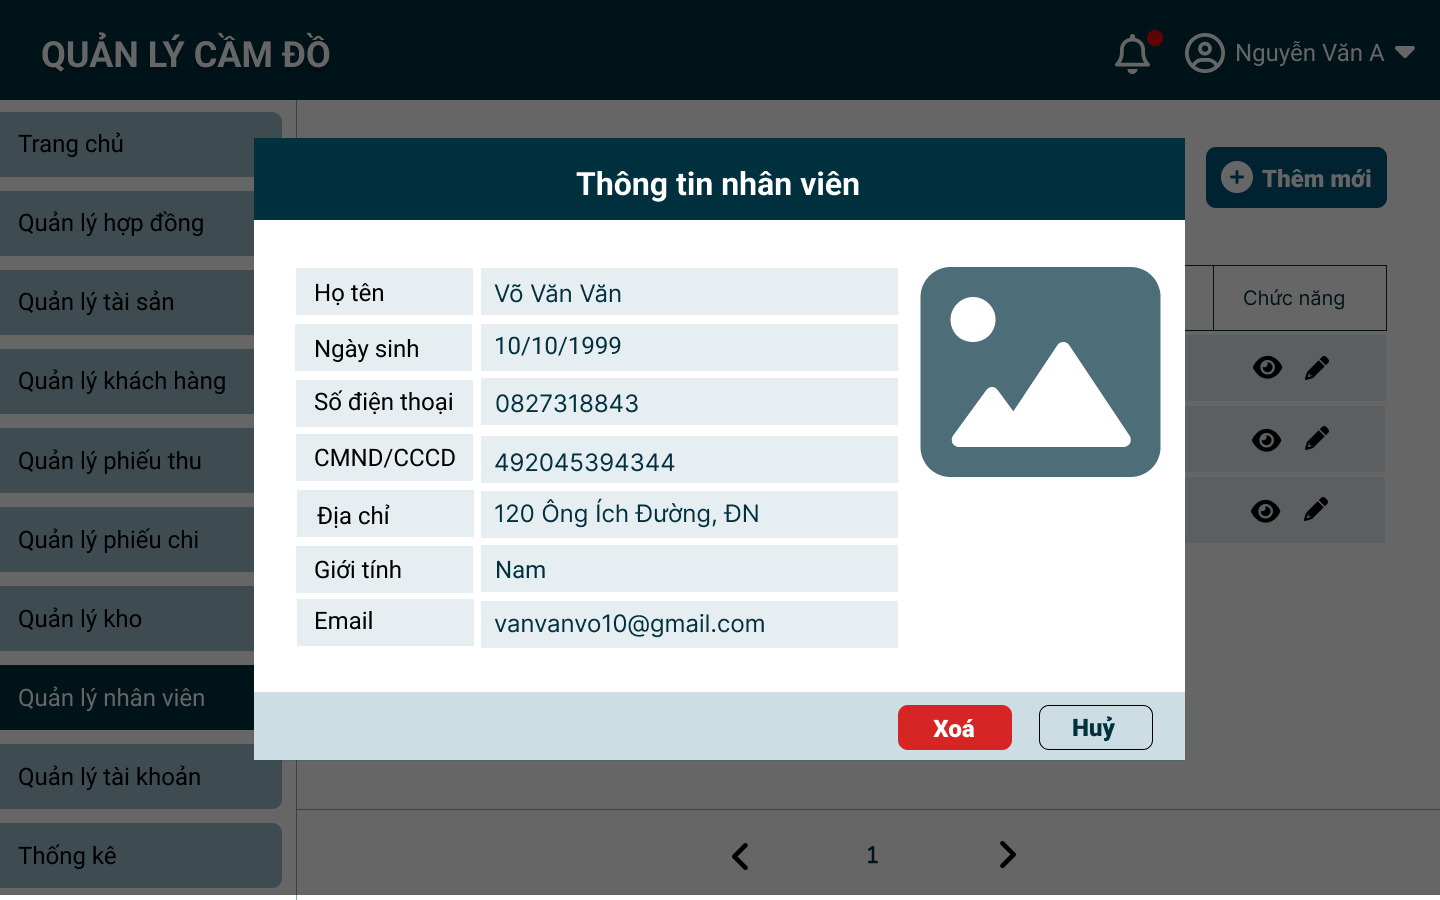 QUẢN LÝ CẦM ĐỒ
Nguyễn Văn A
Trang chủ
Quản lý hợp đồng
Quản lý tài sản
Quản lý khách hàng
Quản lý phiếu thu
Quản lý phiếu chi
Quản lý kho
Quản lý nhân viên
Quản lý tài khoản
Thống kê
Thêm mới
Chức năng
Thông tin nhân viên
Họ tên Võ Văn Văn
Ngày sinh 10/10/1999
Số điện thoại 0827318843
CMND/CCCD 492045394344
Địa chỉ 120 Ông Ích Đường, ĐN
Giới tính Nam
Email vanvanvo10@gmail.com
Xoá Huỷ
1